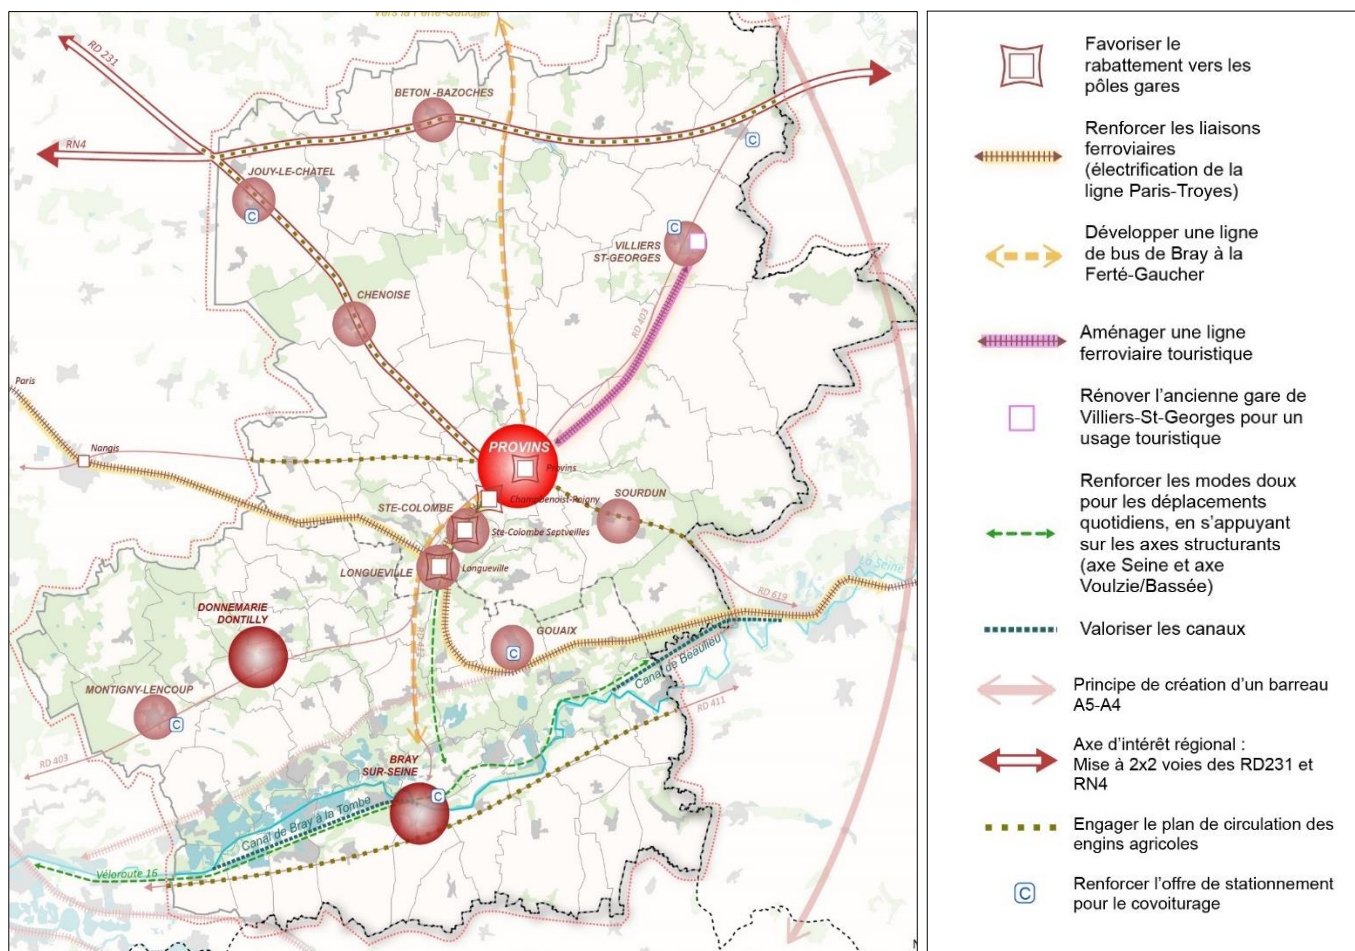 Vers la Ferté-Gaucher
RD 231
BETON -BAZOCHES
RN4
JOUY-LE-CHATEL
C
C
C
VILLIERS
ST-GEORGES
CHENOISE
RD 403
Paris
Nangis
PROVINS
Provins
Champbenoist-Poigny
SOURDUN
STE-COLOMBE
Ste-Colombe Septveilles
LONGUEVILLE
Longueville
La Seine
RD 619
DONNEMARIE
DONTILLY
GOUAIX
C
Canal de Beaulieu
MONTIGNY-LENCOUP
C
RD 411
RD 403
BRAY
SUR-SEINE
C
Canal de Bray à la Tombe
Véloroute 16
N
Favoriser le
rabattement vers les
pôles gares
Renforcer les liaisons
ferroviaires
(électrification de la
ligne Paris-Troyes)
Développer une ligne
de bus de Bray à la
Ferté-Gaucher
Aménager une ligne
ferroviaire touristique
Rénover l’ancienne gare de
Villiers-St-Georges pour un
usage touristique
Renforcer les modes doux
pour les déplacements
quotidiens, en s’appuyant
sur les axes structurants
(axe Seine et axe
Voulzie/Bassée)
Valoriser les canaux
Principe de création d’un barreau
A5-A4
Axe d’intérêt régional :
Mise à 2x2 voies des RD231 et
RN4
Engager le plan de circulation des
engins agricoles
C
Renforcer l’offre de stationnement
pour le covoiturage